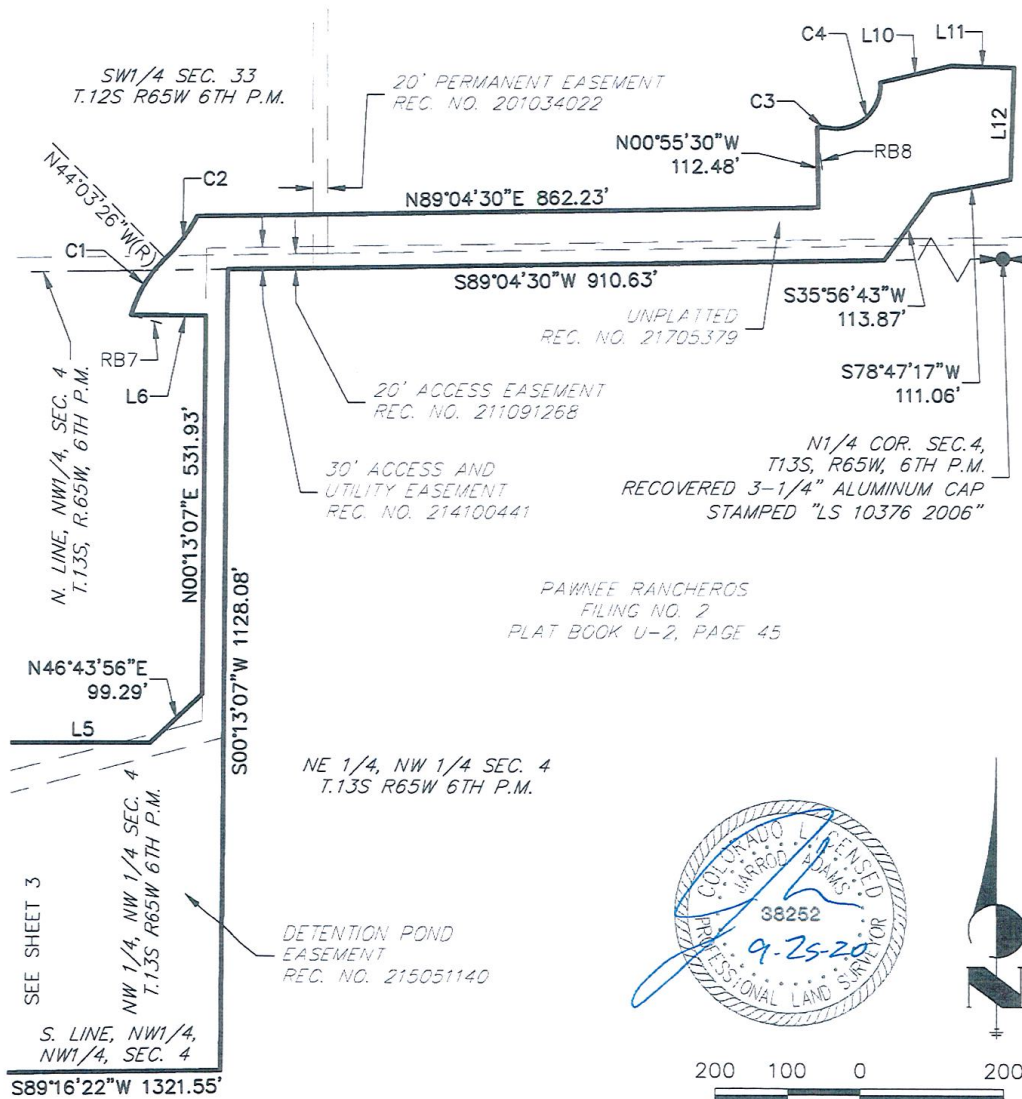 SW1/4 SEC. 33
T.12S R65W 6TH P.M.
20' PERMANENT EASEMENT
REC. NO. 201034022
C4
L10
L11
C3
N00°55'30"W
112.48'
RB8
L12
N44°03'26"W(R)
C2
C1
N89°04'30"E 862.23'
S89°04'30"W 910.63'
S35°56'43"W
113.87'
UNPLATTED
REC. NO. 21705379
RB7
L6
S78°47'17"W
111.06'
20' ACCESS EASEMENT
REC. NO. 211091268
N. LINE, NW1/4, SEC. 4
T.13S, R.65W, 6TH P.M.
30' ACCESS AND
UTILITY EASEMENT
REC. NO. 214100441
N1/4 COR. SEC.4,
T13S, R65W, 6TH P.M.
RECOVERED 3-1/4" ALUMINUM CAP
STAMPED "LS 10376 2006"
N00°13'07"E 531.93'
S00°13'07"W 1128.08'
PAWNEE RANCHEROS
FILING NO. 2
PLAT BOOK U-2, PAGE 45
N46°43'56"E
99.29'
L5
NE 1/4, NW 1/4 SEC. 4
T.13S R65W 6TH P.M.
SEE SHEET 3
NW 1/4, NW 1/4 SEC. 4
T.13S R65W 6TH P.M.
DETENTION POND
EASEMENT
REC. NO. 215051140
COLORADO LICENSED
JARROD ADAMS
38252
9-25-20
PROFESSIONAL LAND SURVEYOR
N
S. LINE, NW1/4,
NW1/4, SEC. 4
S89°16'22"W 1321.55'
200 100 0 200